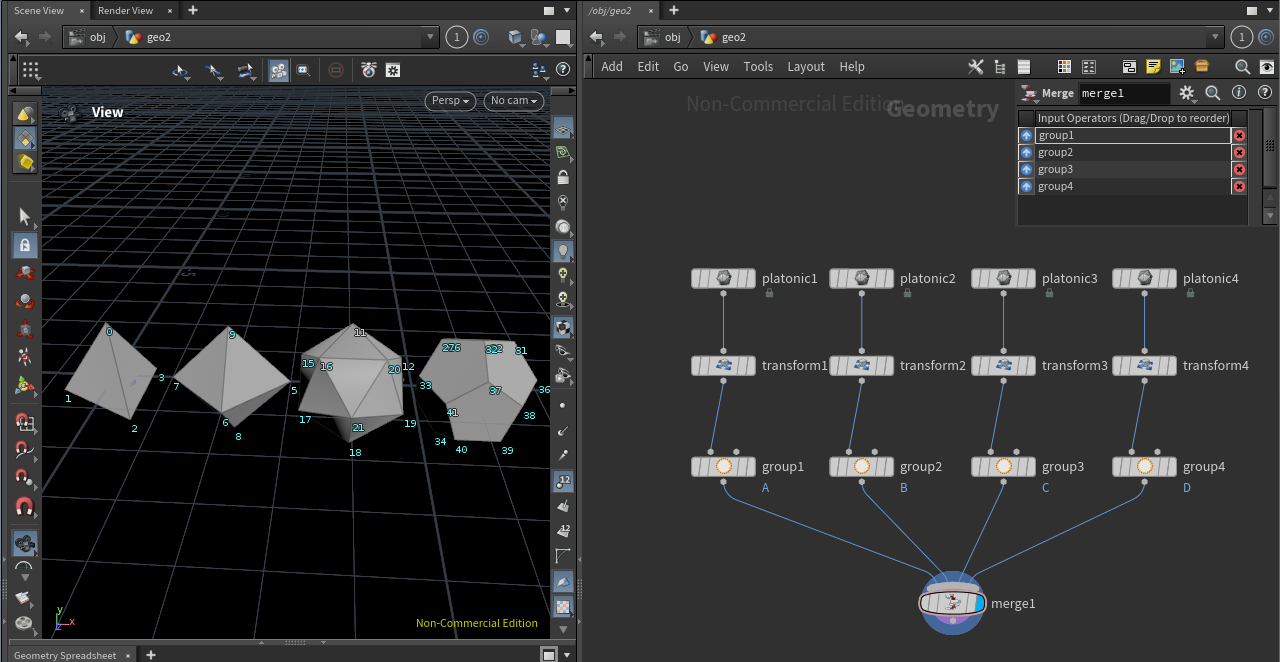 Scene View × Render View × +
/obj/geo2 × +
obj geo2 1
obj geo2 1
Add Edit Go View Tools Layout Help
View
Persp No cam
Non-Commercial Edition
Geometry
Merge merge1
Input Operators (Drag/Drop to reorder)
group1
group2
group3
group4
platonic1 platonic2 platonic3 platonic4
transform1 transform2 transform3 transform4
group1 group2 group3 group4
A B C D
merge1
0 9 11
276 31
15 16 20 12
3 7 5 33 37 36
1 2 6 8 17 21 19 18
41 38
34 40 39
12
12
y
z x
Non-Commercial Edition
Geometry Spreadsheet × +